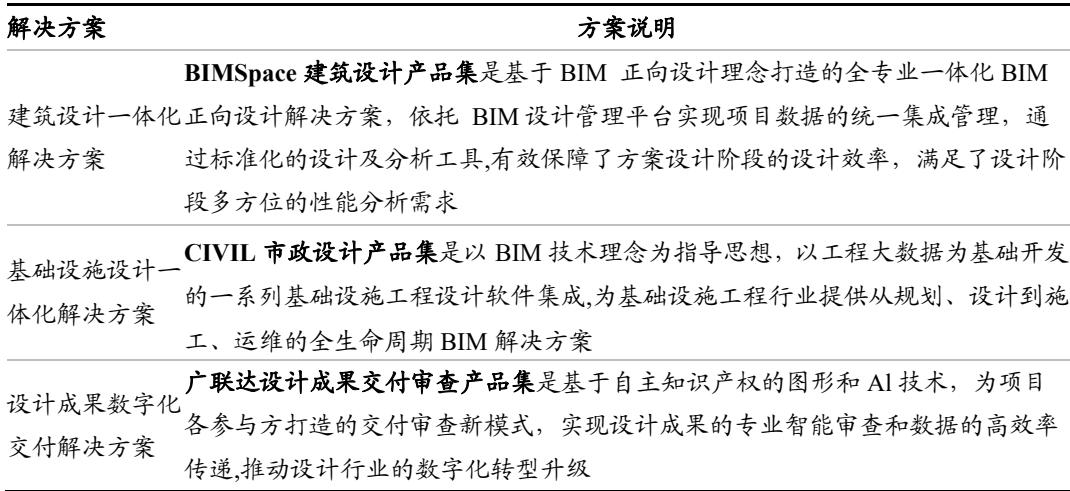 解决方案 方案说明
BIMSpace 建筑设计产品集是基于 BIM 正向设计理念打造的全专业一体化 BIM
建筑设计一体化 正向设计解决方案，依托 BIM 设计管理平台实现项目数据的统一集成管理，通
解决方案 过标准化的设计及分析工具,有效保障了方案设计阶段的设计效率，满足了设计阶
段多方位的性能分析需求
CIVIL 市政设计产品集是以 BIM 技术理念为指导思想，以工程大数据为基础开发
基础设施设计一
的一系列基础设施工程设计软件集成,为基础设施工程行业提供从规划、设计到施
体化解决方案
工、运维的全生命周期 BIM 解决方案
广联达设计成果交付审查产品集是基于自主知识产权的图形和 Al 技术，为项目
设计成果数字化
各参与方打造的交付审查新模式，实现设计成果的专业智能审查和数据的高效率
交付解决方案
传递,推动设计行业的数字化转型升级